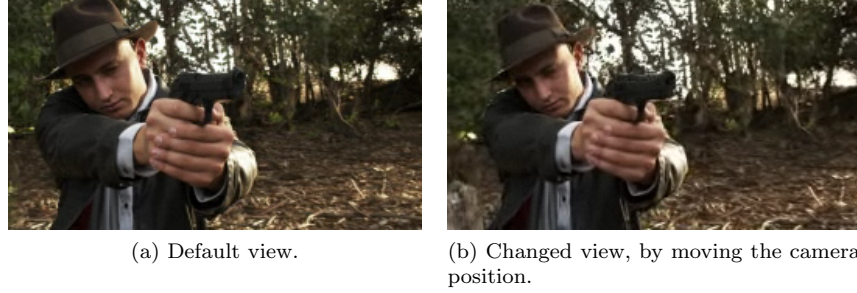 (a) Default view.
(b) Changed view, by moving the camera
position.